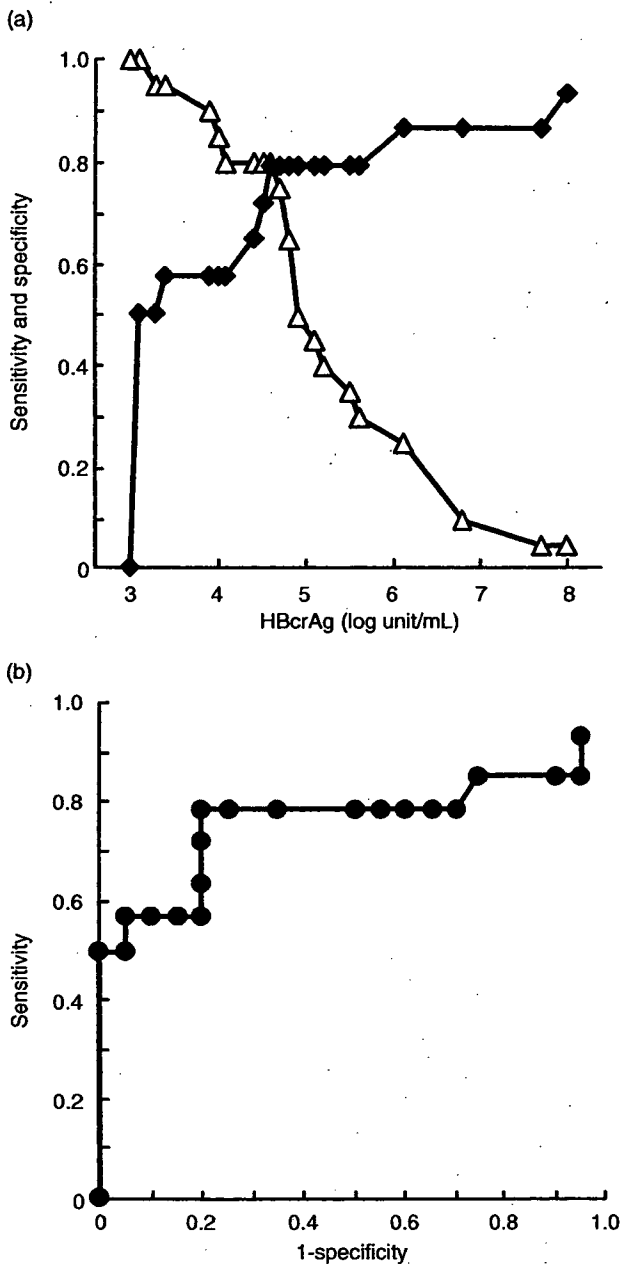 (a)
Sensitivity and specificity
1.0
0.8
0.6
0.4
0.2
0
3 4 5 6 7 8
HBcrAg (log unit/mL)
(b)
Sensitivity
1.0
0.8
0.6
0.4
0.2
0
0 0.2 0.4 0.6 0.8 1.0
1-specificity